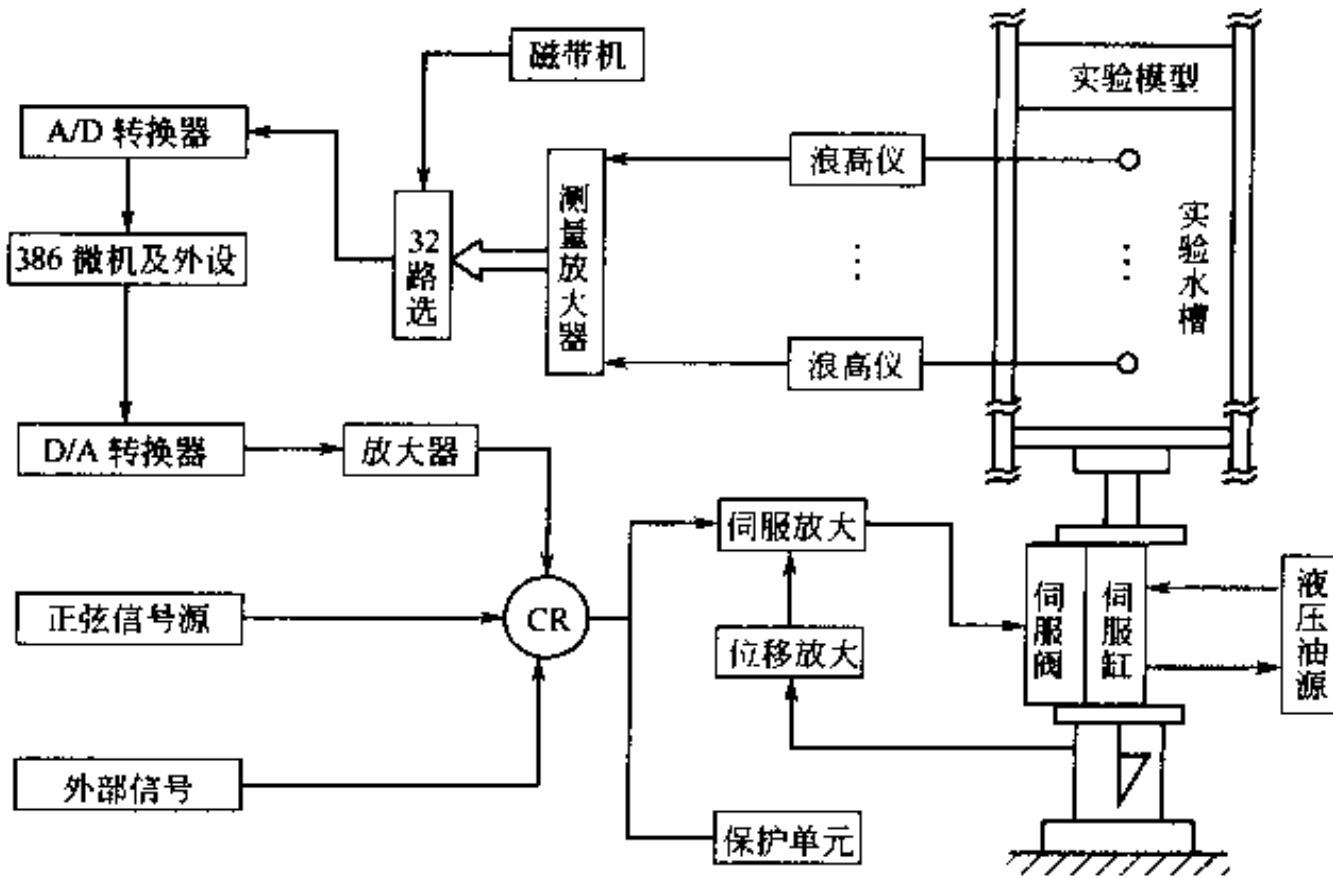 磁带机
实验模型
A/D 转换器
浪高仪
测量放大器
32路选
实验水槽
386 微机及外设
浪高仪
D/A 转换器
放大器
伺服放大
正弦信号源
CR
伺服阀
伺服缸
液压油源
位移放大
外部信号
保护单元